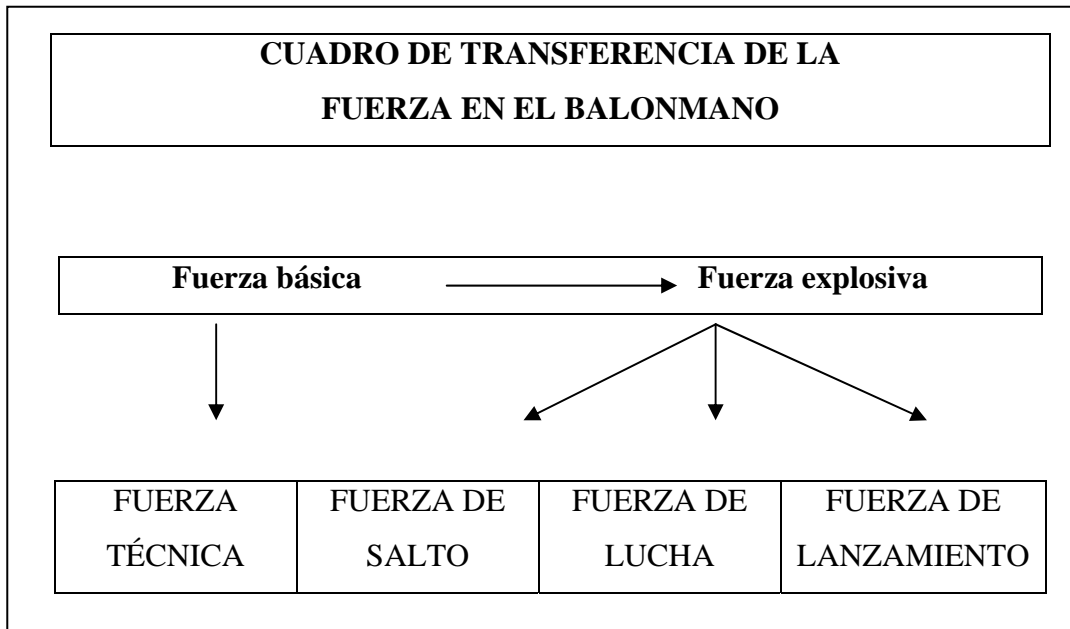 CUADRO DE TRANSFERENCIA DE LA
FUERZA EN EL BALONMANO
Fuerza básica
Fuerza explosiva
FUERZA
TÉCNICA
FUERZA DE
SALTO
FUERZA DE
LUCHA
FUERZA DE
LANZAMIENTO